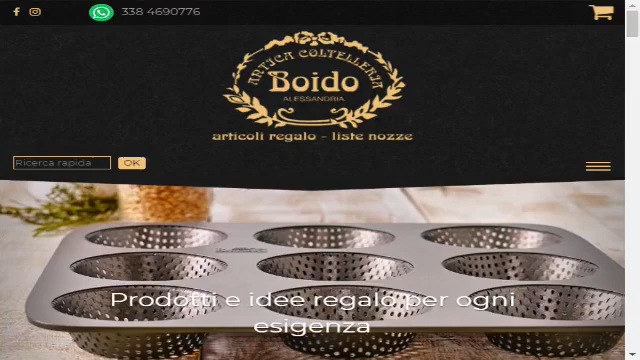 338 4690776
ANTICA COLTELLERIA
Boido
ALESSANDRIA
articoli regalo - liste nozze
Ricerca rapida
OK
Prodotti e idee regalo per ogni
esigenza